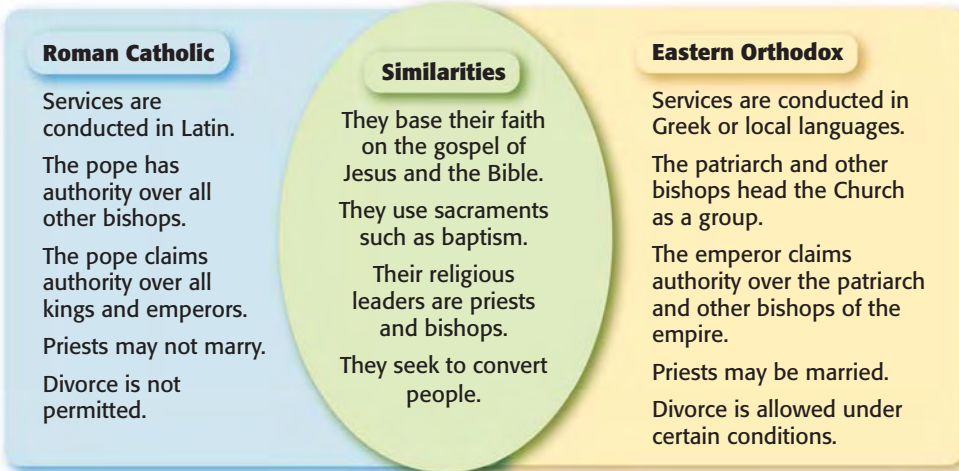 Roman Catholic
Services are
conducted in Latin.
The pope has
authority over all
other bishops.
The pope claims
authority over all
kings and emperors.
Priests may not marry.
Divorce is not
permitted.
Similarities
They base their faith
on the gospel of
Jesus and the Bible.
They use sacraments
such as baptism.
Their religious
leaders are priests
and bishops.
They seek to convert
people.
Eastern Orthodox
Services are conducted in
Greek or local languages.
The patriarch and other
bishops head the Church
as a group.
The emperor claims
authority over the patriarch
and other bishops of the
empire.
Priests may be married.
Divorce is allowed under
certain conditions.